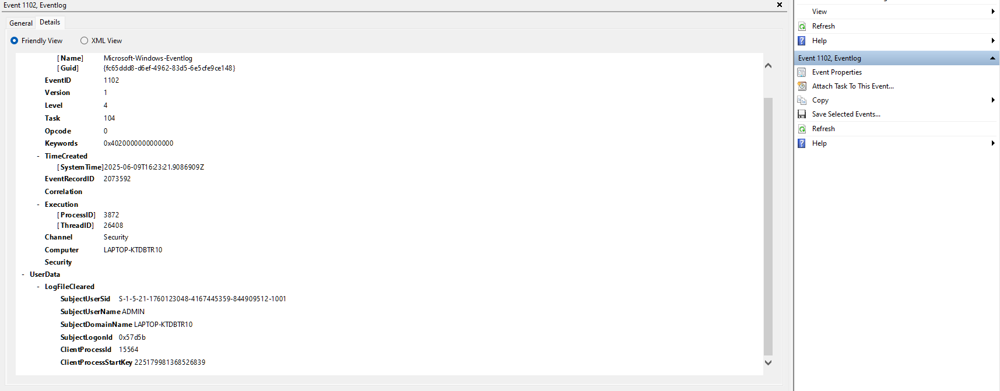 Event 1102, Eventlog
General Details
Friendly View XML View
[ Name] Microsoft-Windows-Eventlog
[ Guid] {fc65ddd8-d6ef-4962-83d5-6e5cfe9ce148}
EventID 1102
Version 1
Level 4
Task 104
Opcode 0
Keywords 0x4020000000000000
- TimeCreated
[ SystemTime] 2025-06-09T16:23:21.9086909Z
EventRecordID 2073592
Correlation
- Execution
[ ProcessID] 3872
[ ThreadID] 26408
Channel Security
Computer LAPTOP-KTDBTR10
Security
- UserData
- LogFileCleared
SubjectUserSid S-1-5-21-1760123048-4167445359-844909512-1001
SubjectUserName ADMIN
SubjectDomainName LAPTOP-KTDBTR10
SubjectLogonId 0x57d5b
ClientProcessId 15564
ClientProcessStartKey 225179981368526839
View
Refresh
Help
Event 1102, Eventlog
Event Properties
Attach Task To This Event...
Copy
Save Selected Events...
Refresh
Help